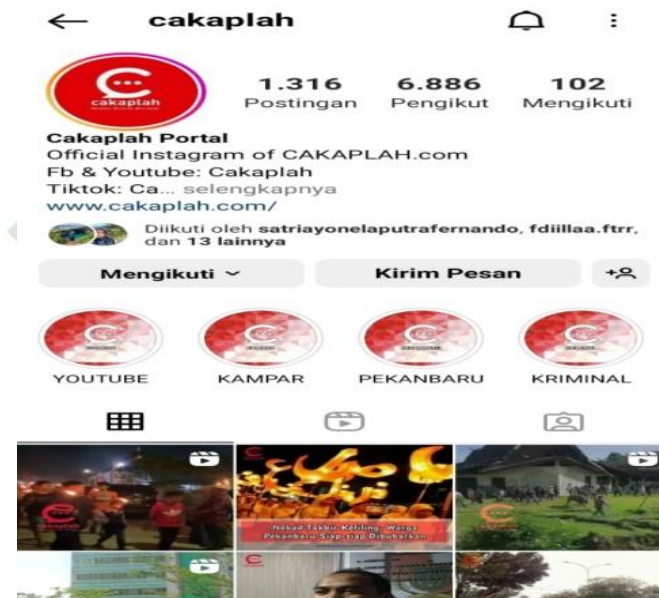 cakaplah
cakaplah
1.316 6.886 102
Postingan Pengikut Mengikuti
Cakaplah Portal
Official Instagram of CAKAPLAH.com
Fb & Youtube: Cakaplah
Tiktok: Ca... selengkapnya
www.cakaplah.com/
Diikuti oleh satriayonelaputrafernando, fdiillaa.ftrr,
dan 13 lainnya
Mengikuti Kirim Pesan
YOUTUBE KAMPAR PEKANBARU KRIMINAL
Nekad Takbir Keliling, Warga
Pekanbaru Siap-siap Dibubarkan
cakaplah